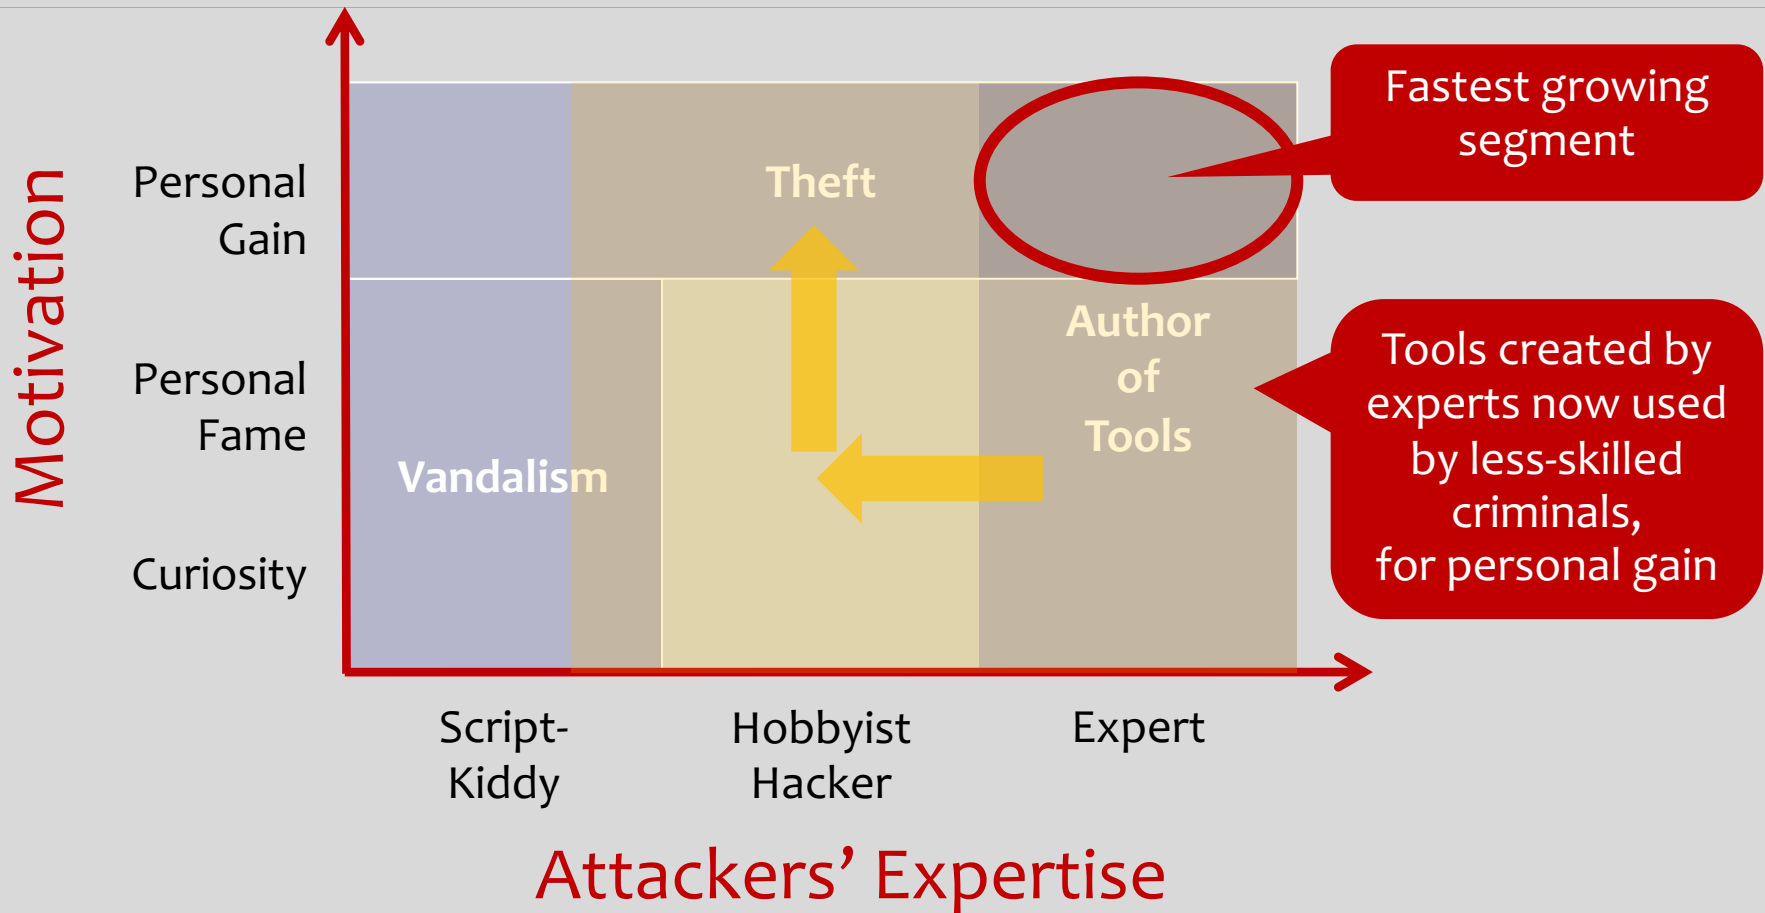 Motivation
Personal
Gain
Personal
Fame
Curiosity
Theft
Vandalism
Author
of
Tools
Fastest growing
segment
Tools created by
experts now used
by less-skilled
criminals,
for personal gain
Script-
Kiddy
Hobbyist
Hacker
Expert
Attackers’ Expertise